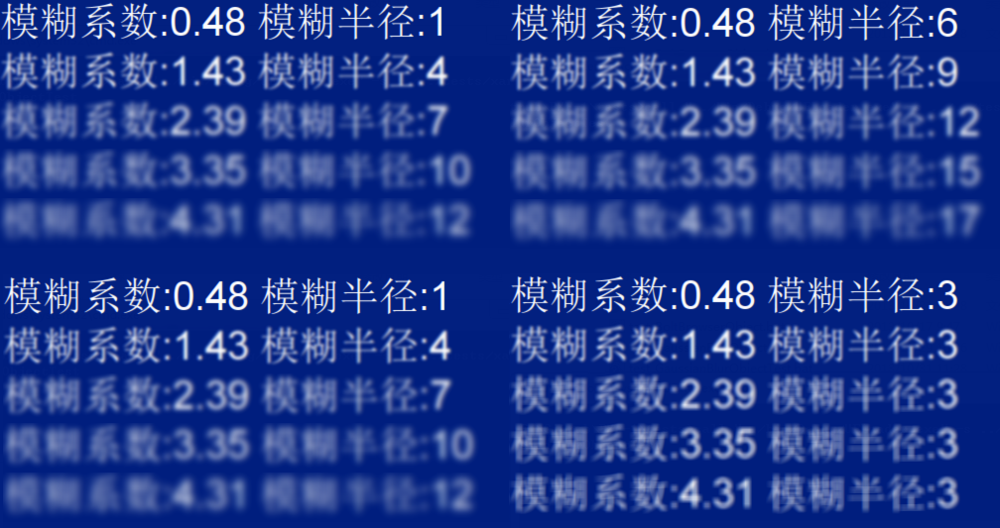 模糊系数:0.48 模糊半径:1
模糊系数:1.43 模糊半径:4
模糊系数:2.39 模糊半径:7
模糊系数:3.35 模糊半径:10
模糊系数:4.31 模糊半径:12
模糊系数:0.48 模糊半径:6
模糊系数:1.43 模糊半径:9
模糊系数:2.39 模糊半径:12
模糊系数:3.35 模糊半径:15
模糊系数:4.31 模糊半径:17
模糊系数:0.48 模糊半径:1
模糊系数:1.43 模糊半径:4
模糊系数:2.39 模糊半径:7
模糊系数:3.35 模糊半径:10
模糊系数:4.31 模糊半径:12
模糊系数:0.48 模糊半径:3
模糊系数:1.43 模糊半径:3
模糊系数:2.39 模糊半径:3
模糊系数:3.35 模糊半径:3
模糊系数:4.31 模糊半径:3